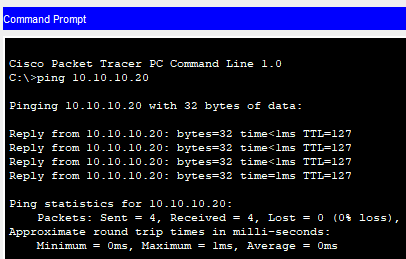 Command Prompt
Cisco Packet Tracer PC Command Line 1.0
C:\>ping 10.10.10.20
Pinging 10.10.10.20 with 32 bytes of data:
Reply from 10.10.10.20: bytes=32 time<1ms TTL=127
Reply from 10.10.10.20: bytes=32 time<1ms TTL=127
Reply from 10.10.10.20: bytes=32 time<1ms TTL=127
Reply from 10.10.10.20: bytes=32 time<1ms TTL=127
Ping statistics for 10.10.10.20:
Packets: Sent = 4, Received = 4, Lost = 0 (0% loss),
Approximate round trip times in milli-seconds:
Minimum = 0ms, Maximum = 1ms, Average = 0ms